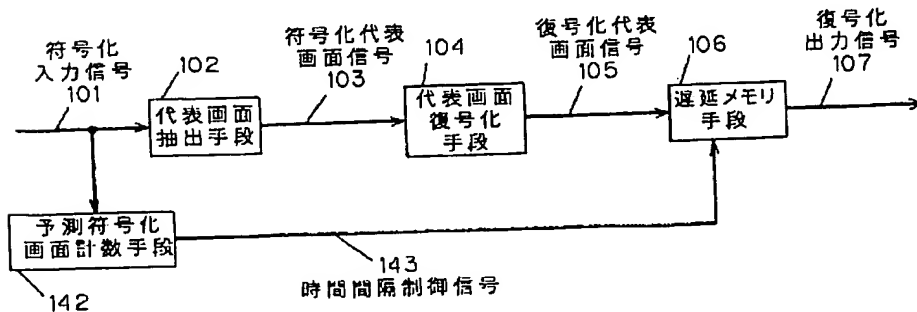 符号化
入力信号
101
102
代表画面
抽出手段
符号化代表
画面信号
103
104
代表画面
復号化
手段
復号化代表
画面信号
105
106
遅延メモリ
手段
復号化
出力信号
107
予測符号化
画面計数手段
142
143
時間間隔制御信号